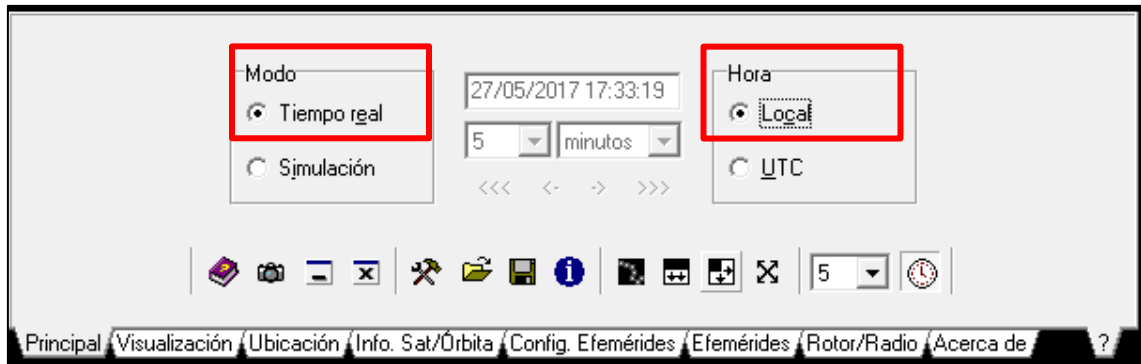 Modo
Tiempo real
Simulación
27/05/2017 17:33:19
5 minutos
<<< <- -> >>>
Hora
Local
UTC
5
Principal Visualización Ubicación Info. Sat/Órbita Config. Efemérides Efemérides Rotor/Radio Acerca de ?